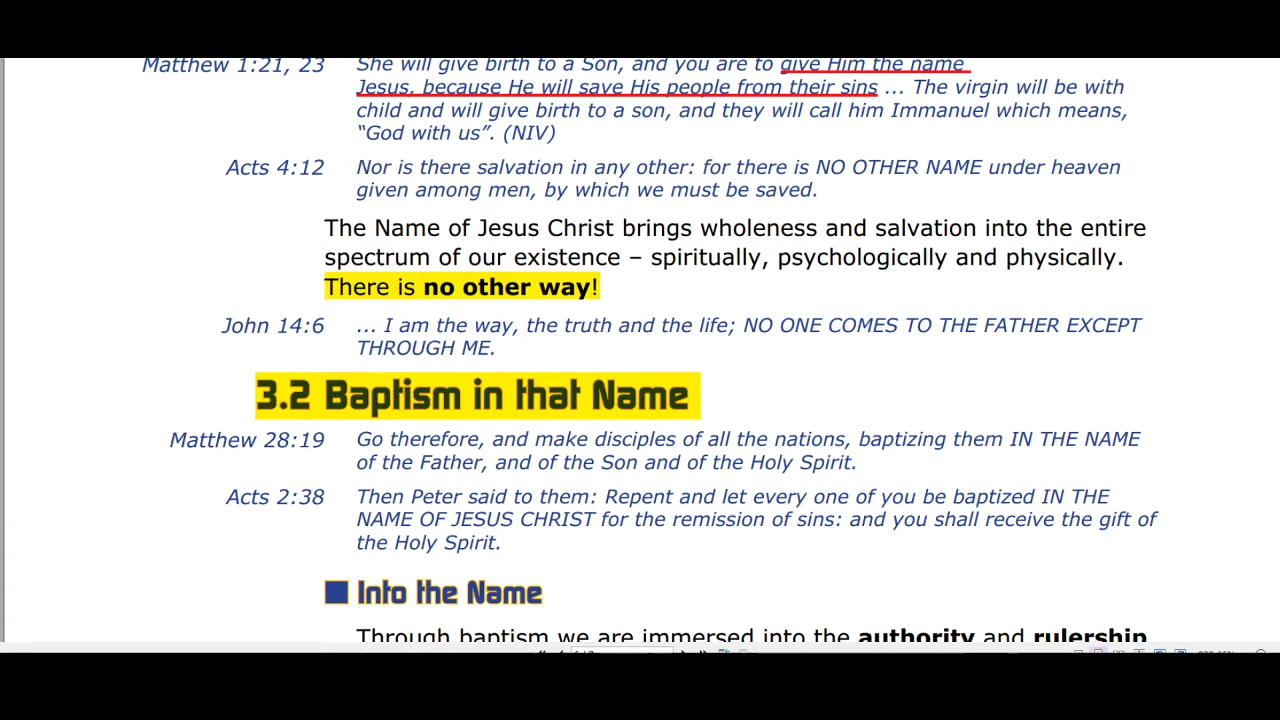 Matthew 1:21, 23 She will give birth to a Son, and you are to give Him the name
Jesus, because He will save His people from their sins ... The virgin will be with
child and will give birth to a son, and they will call him Immanuel which means,
“God with us”. (NIV)
Acts 4:12 Nor is there salvation in any other: for there is NO OTHER NAME under heaven
given among men, by which we must be saved.
The Name of Jesus Christ brings wholeness and salvation into the entire
spectrum of our existence – spiritually, psychologically and physically.
There is no other way!
John 14:6 ... I am the way, the truth and the life; NO ONE COMES TO THE FATHER EXCEPT
THROUGH ME.
3.2 Baptism in that Name
Matthew 28:19 Go therefore, and make disciples of all the nations, baptizing them IN THE NAME
of the Father, and of the Son and of the Holy Spirit.
Acts 2:38 Then Peter said to them: Repent and let every one of you be baptized IN THE
NAME OF JESUS CHRIST for the remission of sins: and you shall receive the gift of
the Holy Spirit.
Into the Name
Through baptism we are immersed into the authority and rulership